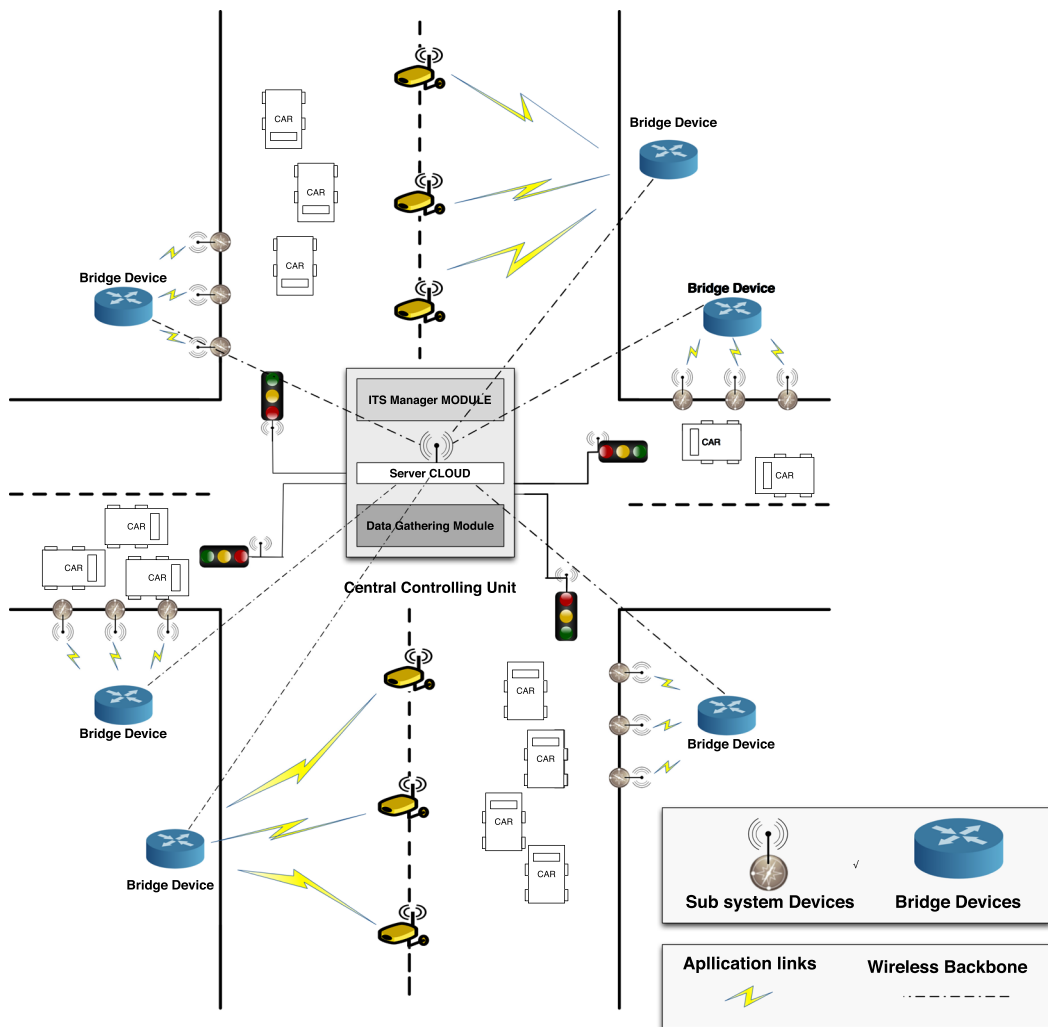 CAR
Bridge Device
CAR
CAR
Bridge Device
Bridge Device
ITS Manager MODULE
CAR
CAR
Server CLOUD
CAR
Data Gathering Module
CAR
CAR
Central Controlling Unit
CAR
Bridge Device
CAR
Bridge Device
CAR
CAR
Bridge Device
CAR
√
Sub system Devices
Bridge Devices
Apllication links
Wireless Backbone